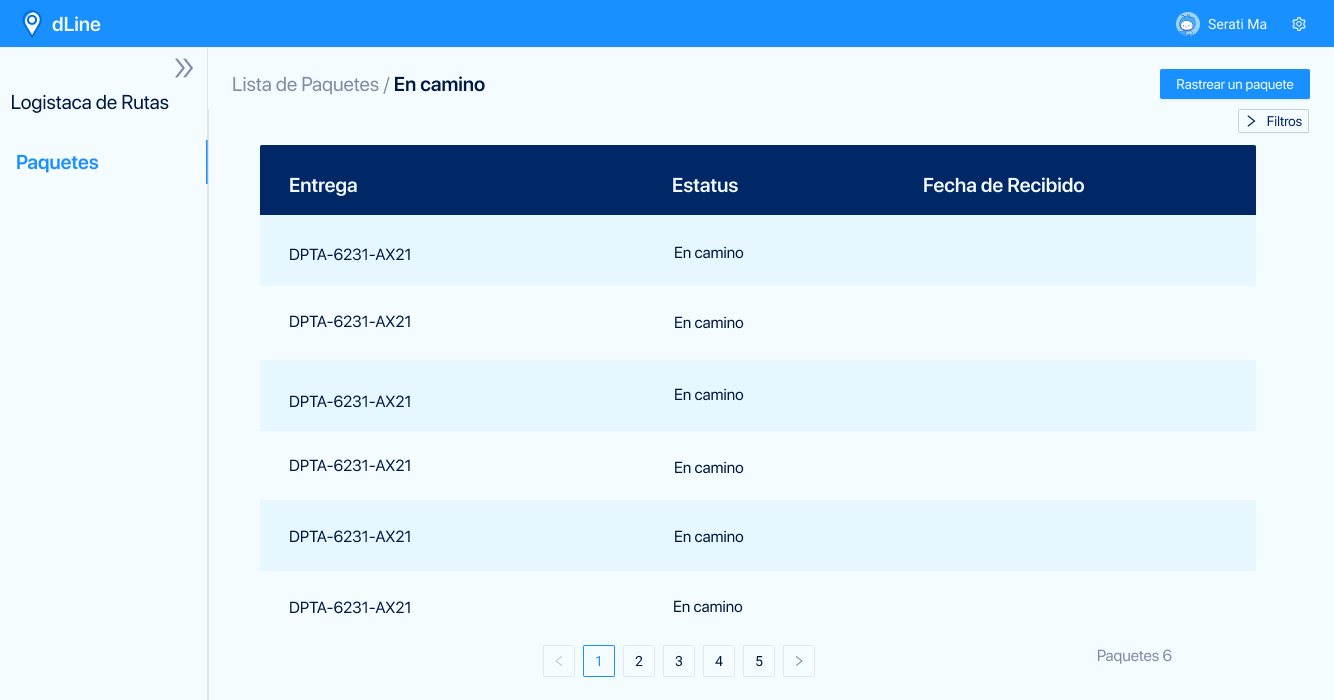 dLine
Serati Ma
Logistaca de Rutas
Paquetes
Lista de Paquetes / En camino
Rastrear un paquete
Filtros
Entrega Estatus Fecha de Recibido
DPTA-6231-AX21 En camino
DPTA-6231-AX21 En camino
DPTA-6231-AX21 En camino
DPTA-6231-AX21 En camino
DPTA-6231-AX21 En camino
DPTA-6231-AX21 En camino
< 1 2 3 4 5 >
Paquetes 6